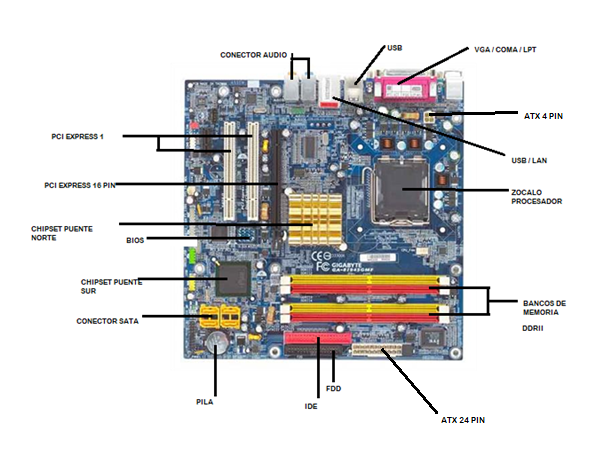 USB
VGA / COMA / LPT
CONECTOR AUDIO
ATX 4 PIN
PCI EXPRESS 1
USB / LAN
PCI EXPRESS 16 PIN
ZOCALO
PROCESADOR
CHIPSET PUENTE
NORTE
BIOS
CE FC GIGABYTE
CHIPSET PUENTE
SUR
BANCOS DE
MEMORIA
DDRII
CONECTOR SATA
FDD
PILA
IDE
ATX 24 PIN